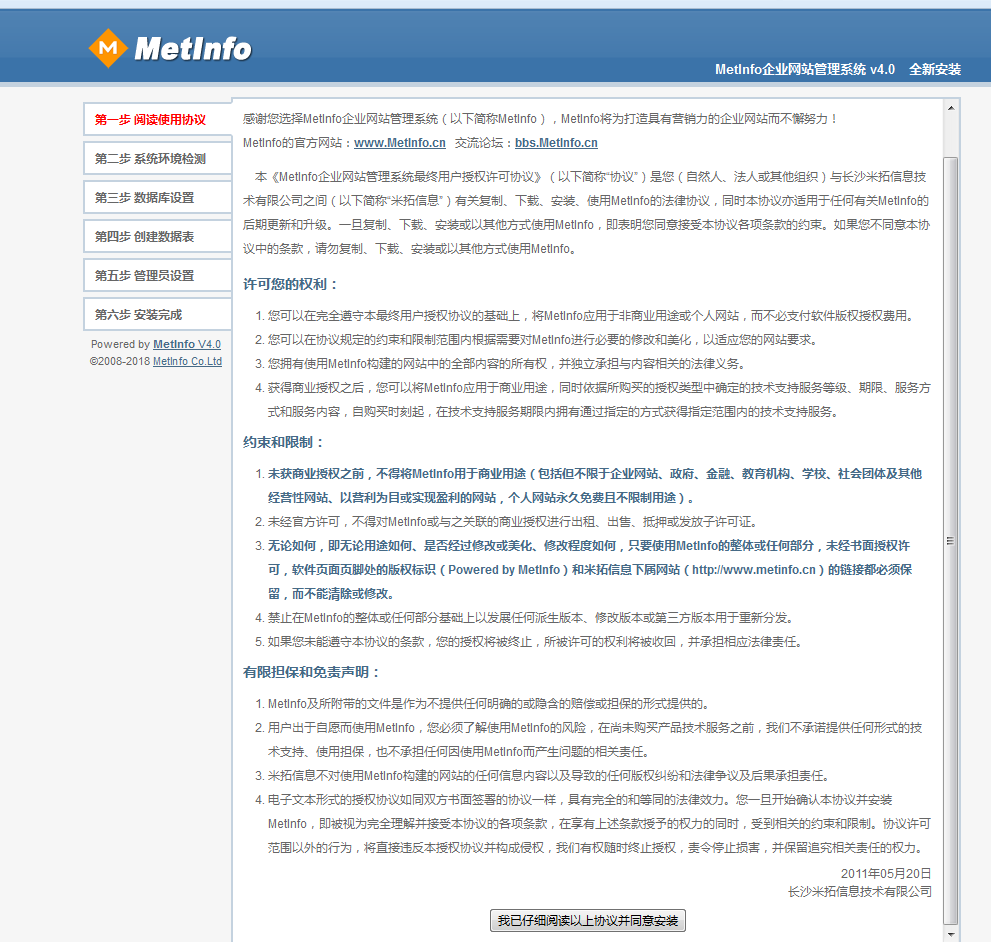 M MetInfo
MetInfo企业网站管理系统 v4.0 全新安装
第一步 阅读使用协议
第二步 系统环境检测
第三步 数据库设置
第四步 创建数据表
第五步 管理员设置
第六步 安装完成
Powered by MetInfo V4.0
©2008-2018 MetInfo Co.Ltd
感谢您选择MetInfo企业网站管理系统（以下简称MetInfo），MetInfo将为打造具有营销力的企业网站而不懈努力！
MetInfo的官方网站：www.MetInfo.cn 交流论坛：bbs.MetInfo.cn
本《MetInfo企业网站管理系统最终用户授权许可协议》（以下简称“协议”）是您（自然人、法人或其他组织）与长沙米拓信息技
术有限公司之间（以下简称“米拓信息”）有关复制、下载、安装、使用MetInfo的法律协议，同时本协议亦适用于任何有关MetInfo的
后期更新和升级。一旦复制、下载、安装或以其他方式使用MetInfo，即表明您同意接受本协议各项条款的约束。如果您不同意本协
议中的条款，请勿复制、下载、安装或以其他方式使用MetInfo。
许可您的权利：
1. 您可以在完全遵守本最终用户授权协议的基础上，将MetInfo应用于非商业用途或个人网站，而不必支付软件版权授权费用。
2. 您可以在协议规定的约束和限制范围内根据需要对MetInfo进行必要的修改和美化，以适应您的网站要求。
3. 您拥有使用MetInfo构建的网站中的全部内容的所有权，并独立承担与内容相关的法律义务。
4. 获得商业授权之后，您可以将MetInfo应用于商业用途，同时依据所购买的授权类型中确定的技术支持服务等级、期限、服务方
式和服务内容，自购买时刻起，在技术支持服务期限内拥有通过指定的方式获得指定范围内的技术支持服务。
约束和限制：
1. 未获商业授权之前，不得将MetInfo用于商业用途（包括但不限于企业网站、政府、金融、教育机构、学校、社会团体及其他
经营性网站、以营利为目或实现盈利的网站，个人网站永久免费且不限制用途）。
2. 未经官方许可，不得对MetInfo或与之关联的商业授权进行出租、出售、抵押或发放子许可证。
3. 无论如何，即无论用途如何、是否经过修改或美化、修改程度如何，只要使用MetInfo的整体或任何部分，未经书面授权许
可，软件页面页脚处的版权标识（Powered by MetInfo）和米拓信息下属网站（http://www.metinfo.cn）的链接都必须保
留，而不能清除或修改。
4. 禁止在MetInfo的整体或任何部分基础上以发展任何派生版本、修改版本或第三方版本用于重新分发。
5. 如果您未能遵守本协议的条款，您的授权将被终止，所被许可的权利将被收回，并承担相应法律责任。
有限担保和免责声明：
1. MetInfo及所附带的文件是作为不提供任何明确的或隐含的赔偿或担保的形式提供的。
2. 用户出于自愿而使用MetInfo，您必须了解使用MetInfo的风险，在尚未购买产品技术服务之前，我们不承诺提供任何形式的技
术支持、使用担保，也不承担任何因使用MetInfo而产生问题的相关责任。
3. 米拓信息不对使用MetInfo构建的网站的任何信息内容以及导致的任何版权纠纷和法律争议及后果承担责任。
4. 电子文本形式的授权协议如同双方书面签署的协议一样，具有完全的和等同的法律效力。您一旦开始确认本协议并安装
MetInfo，即被视为完全理解并接受本协议的各项条款，在享有上述条款授予的权力的同时，受到相关的约束和限制。协议许可
范围以外的行为，将直接违反本授权协议并构成侵权，我们有权随时终止授权，责令停止损害，并保留追究相关责任的权力。
2011年05月20日
长沙米拓信息技术有限公司
我已仔细阅读以上协议并同意安装